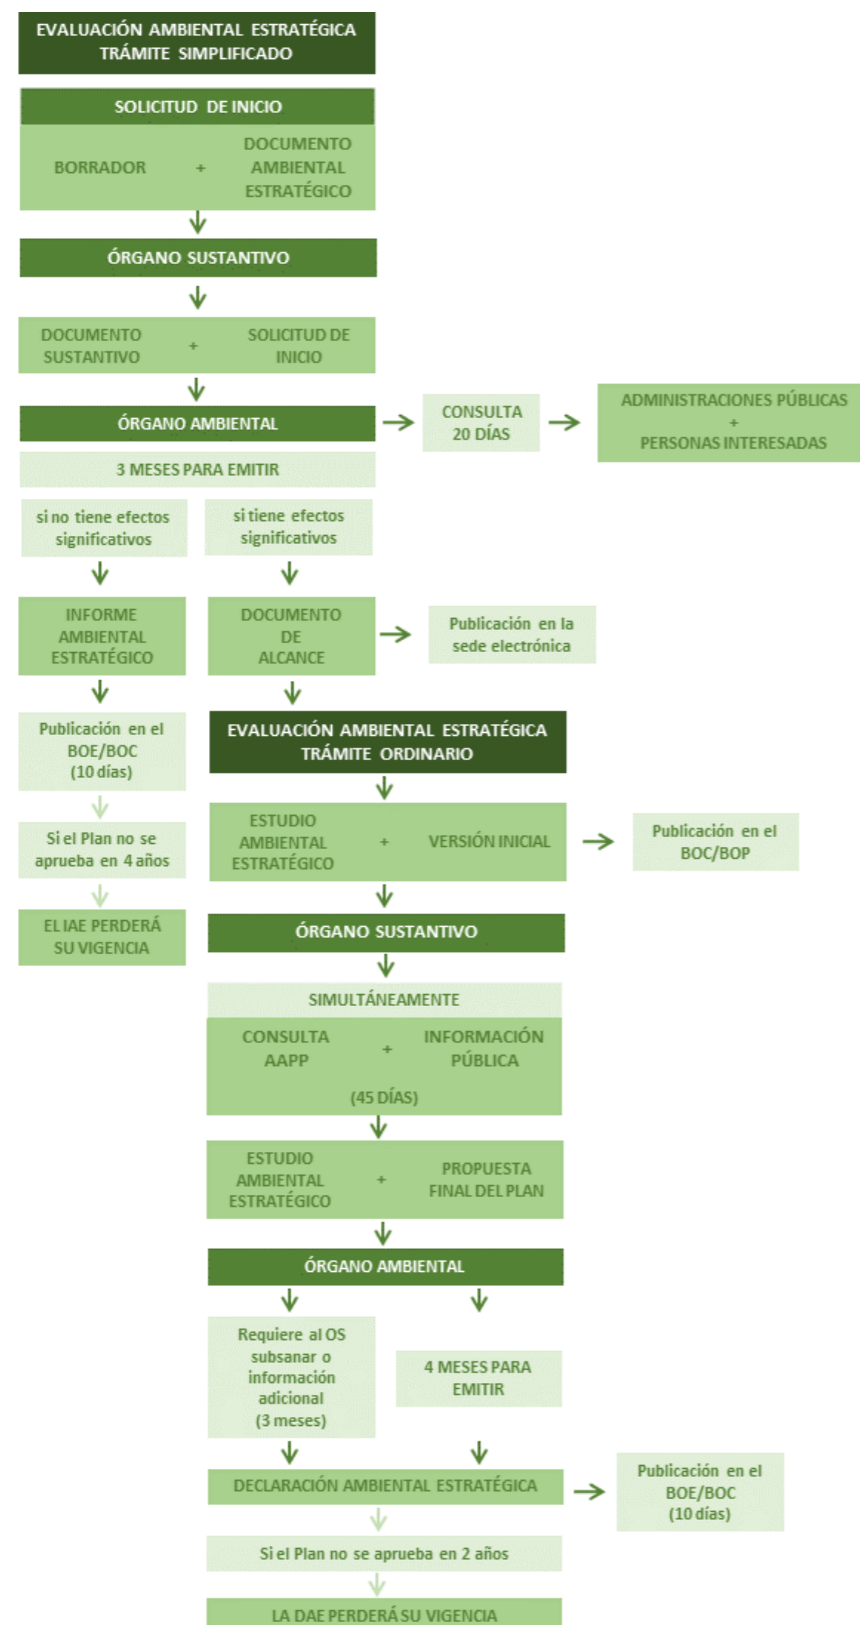 EVALUACIÓN AMBIENTAL ESTRATÉGICA
TRÁMITE SIMPLIFICADO
SOLICITUD DE INICIO
BORRADOR
+
DOCUMENTO
AMBIENTAL
ESTRATÉGICO
ÓRGANO SUSTANTIVO
DOCUMENTO
SUSTANTIVO
+
SOLICITUD DE
INICIO
ÓRGANO AMBIENTAL
CONSULTA
20 DÍAS
ADMINISTRACIONES PÚBLICAS
+
PERSONAS INTERESADAS
3 MESES PARA EMITIR
si no tiene efectos
significativos
si tiene efectos
significativos
INFORME
AMBIENTAL
ESTRATÉGICO
DOCUMENTO
DE
ALCANCE
Publicación en la
sede electrónica
Publicación en el
BOE/BOC
(10 días)
Si el Plan no se
aprueba en 4 años
EL IAE PERDERÁ
SU VIGENCIA
EVALUACIÓN AMBIENTAL ESTRATÉGICA
TRÁMITE ORDINARIO
ESTUDIO
AMBIENTAL
ESTRATÉGICO
+
VERSIÓN INICIAL
Publicación en el
BOC/BOP
ÓRGANO SUSTANTIVO
SIMULTÁNEAMENTE
CONSULTA
AAPP
+
INFORMACIÓN
PÚBLICA
(45 DÍAS)
ESTUDIO
AMBIENTAL
ESTRATÉGICO
+
PROPUESTA
FINAL DEL PLAN
ÓRGANO AMBIENTAL
Requiere al OS
subsanar o
información
adicional
(3 meses)
4 MESES PARA
EMITIR
DECLARACIÓN AMBIENTAL ESTRATÉGICA
Publicación en el
BOE/BOC
(10 días)
Si el Plan no se aprueba en 2 años
LA DAE PERDERÁ SU VIGENCIA